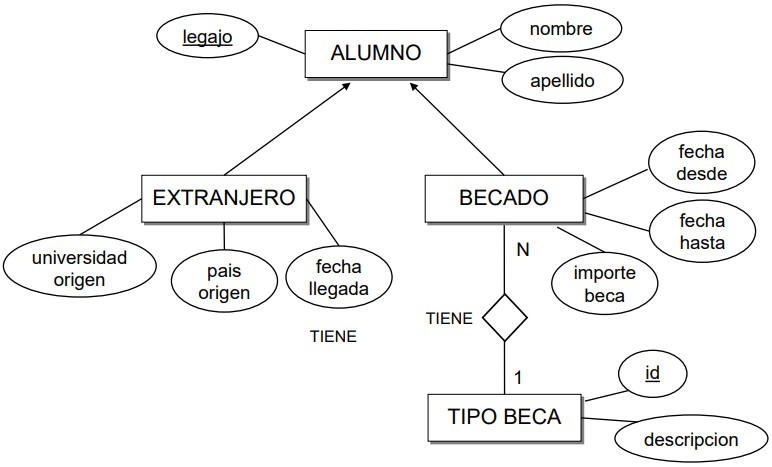 legajo
ALUMNO
nombre
apellido
EXTRANJERO
BECADO
fecha
desde
fecha
hasta
universidad
origen
pais
origen
fecha
llegada
N
importe
beca
TIENE
TIENE
1
id
TIPO BECA
descripcion